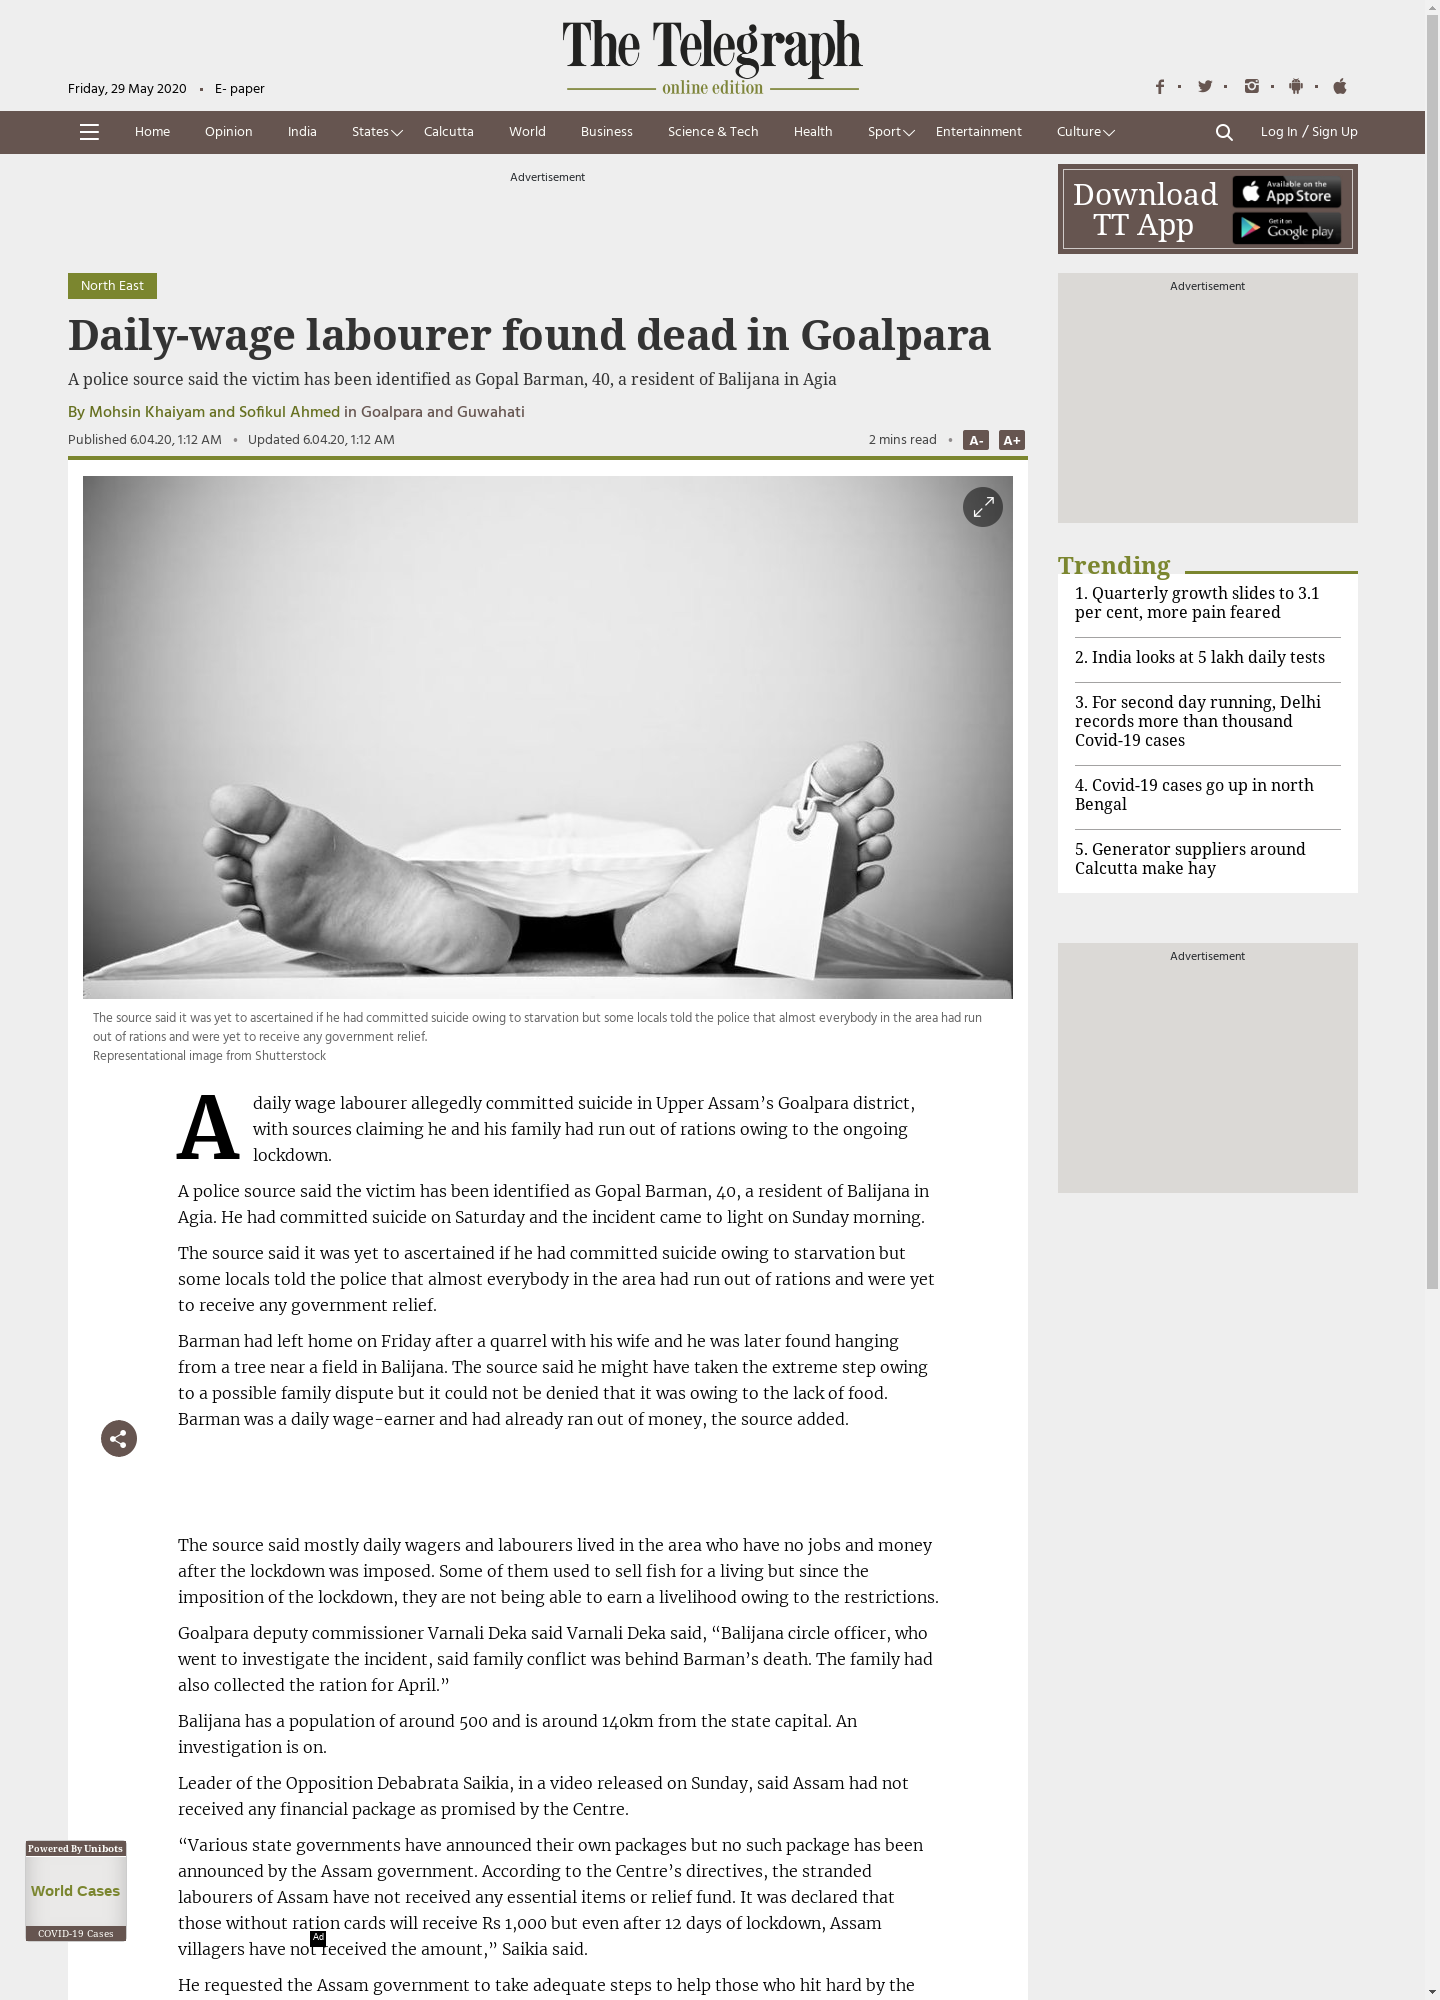 The Telegraph
online edition
Friday, 29 May 2020 • E- paper
Home Opinion India States Calcutta World Business Science & Tech Health Sport Entertainment Culture Log In / Sign Up
Advertisement
Download
TT App
Available on the
App Store
Get it on
Google play
North East
Daily-wage labourer found dead in Goalpara
A police source said the victim has been identified as Gopal Barman, 40, a resident of Balijana in Agia
By Mohsin Khaiyam and Sofikul Ahmed in Goalpara and Guwahati
Published 6.04.20, 1:12 AM • Updated 6.04.20, 1:12 AM
2 mins read • A- A+
The source said it was yet to ascertained if he had committed suicide owing to starvation but some locals told the police that almost everybody in the area had run
out of rations and were yet to receive any government relief.
Representational image from Shutterstock
A daily wage labourer allegedly committed suicide in Upper Assam’s Goalpara district,
with sources claiming he and his family had run out of rations owing to the ongoing
lockdown.
A police source said the victim has been identified as Gopal Barman, 40, a resident of Balijana in
Agia. He had committed suicide on Saturday and the incident came to light on Sunday morning.
The source said it was yet to ascertained if he had committed suicide owing to starvation but
some locals told the police that almost everybody in the area had run out of rations and were yet
to receive any government relief.
Barman had left home on Friday after a quarrel with his wife and he was later found hanging
from a tree near a field in Balijana. The source said he might have taken the extreme step owing
to a possible family dispute but it could not be denied that it was owing to the lack of food.
Barman was a daily wage-earner and had already ran out of money, the source added.
The source said mostly daily wagers and labourers lived in the area who have no jobs and money
after the lockdown was imposed. Some of them used to sell fish for a living but since the
imposition of the lockdown, they are not being able to earn a livelihood owing to the restrictions.
Goalpara deputy commissioner Varnali Deka said Varnali Deka said, “Balijana circle officer, who
went to investigate the incident, said family conflict was behind Barman’s death. The family had
also collected the ration for April.”
Balijana has a population of around 500 and is around 140km from the state capital. An
investigation is on.
Leader of the Opposition Debabrata Saikia, in a video released on Sunday, said Assam had not
received any financial package as promised by the Centre.
“Various state governments have announced their own packages but no such package has been
announced by the Assam government. According to the Centre’s directives, the stranded
labourers of Assam have not received any essential items or relief fund. It was declared that
those without ration cards will receive Rs 1,000 but even after 12 days of lockdown, Assam
villagers have not received the amount,” Saikia said.
He requested the Assam government to take adequate steps to help those who hit hard by the
Ad
Powered By Unibots
World Cases
COVID-19 Cases
Advertisement
Trending
1. Quarterly growth slides to 3.1
per cent, more pain feared
2. India looks at 5 lakh daily tests
3. For second day running, Delhi
records more than thousand
Covid-19 cases
4. Covid-19 cases go up in north
Bengal
5. Generator suppliers around
Calcutta make hay
Advertisement